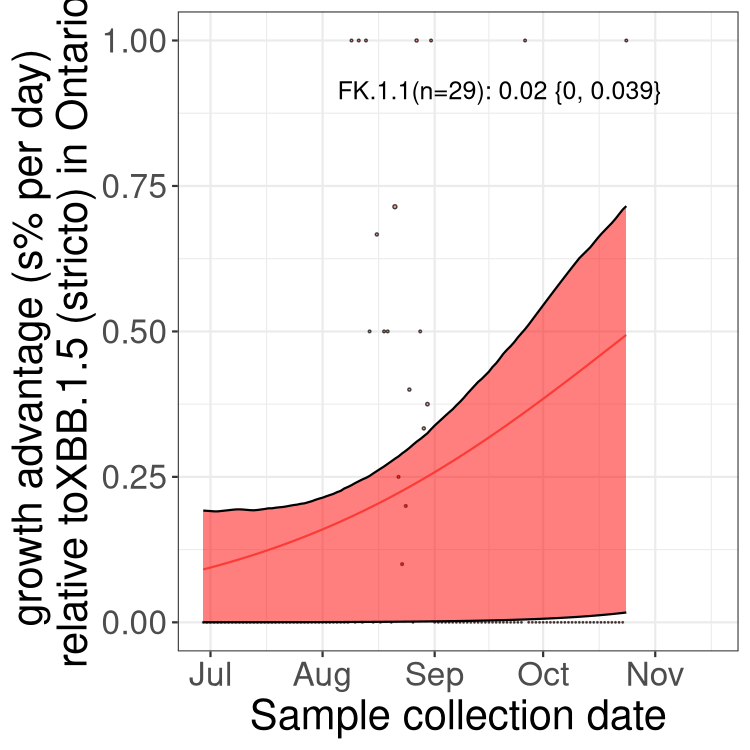 growth advantage (s% per day)
relative toXBB.1.5 (stricto) in Ontario
1.00
0.75
0.50
0.25
0.00
FK.1.1(n=29): 0.02 {0, 0.039}
Jul Aug Sep Oct Nov
Sample collection date